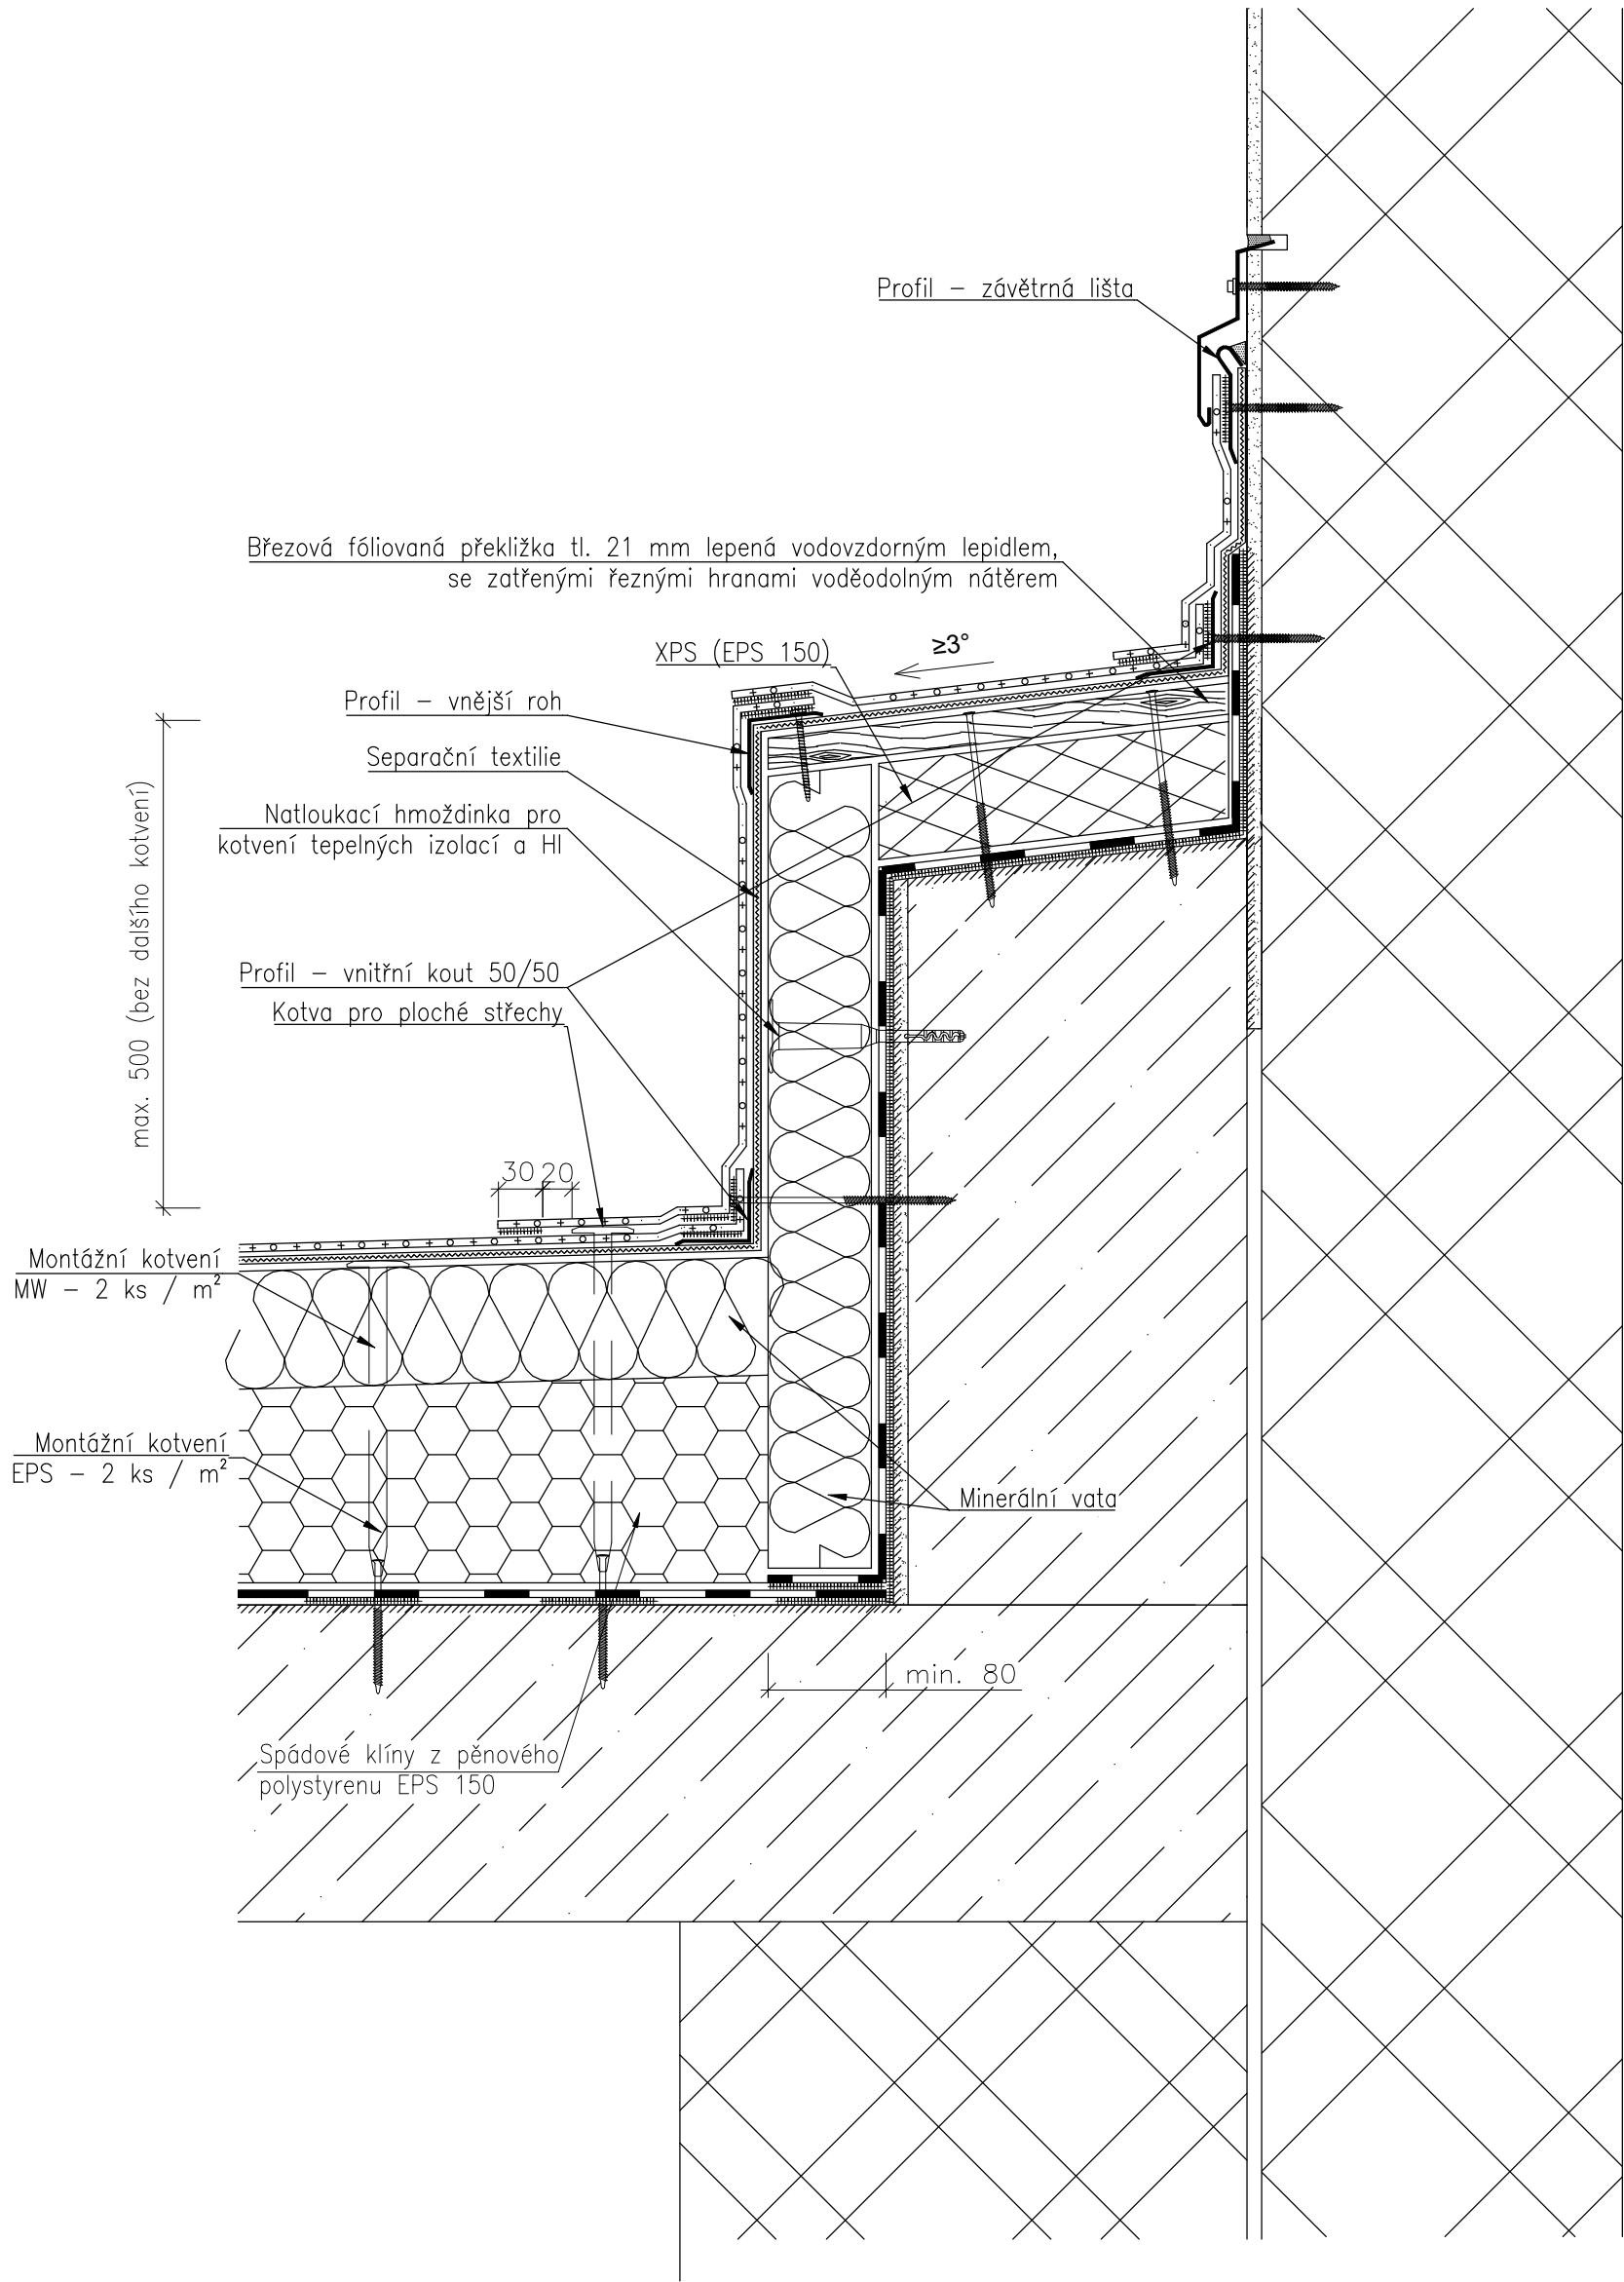 Profil – závětrná lišta
Březová fóliovaná překližka tl. 21 mm lepená vodovzdorným lepidlem,
se zatřenými řeznými hranami voděodolným nátěrem
XPS (EPS 150)
≥3°
Profil – vnější roh
Separační textilie
Natloukací hmoždinka pro
kotvení tepelných izolací a HI
max. 500 (bez dalšího kotvení)
Profil – vnitřní kout 50/50
Kotva pro ploché střechy
30 20
Montážní kotvení
MW – 2 ks / m²
Montážní kotvení
EPS – 2 ks / m²
Minerální vata
min. 80
Spádové klíny z pěnového
polystyrenu EPS 150